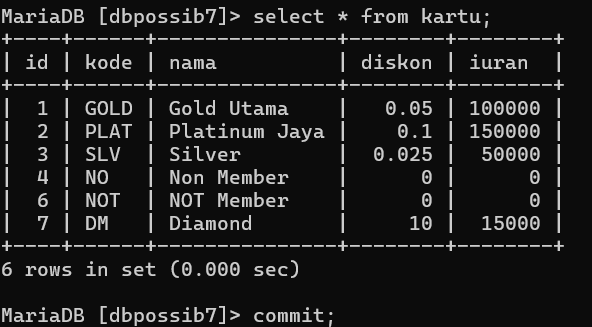 MariaDB [dbpossib7]> select * from kartu;
+----+------+---------------+--------+--------+
| id | kode | nama          | diskon | iuran  |
+----+------+---------------+--------+--------+
|  1 | GOLD | Gold Utama    |   0.05 | 100000 |
|  2 | PLAT | Platinum Jaya |    0.1 | 150000 |
|  3 | SLV  | Silver        |  0.025 |  50000 |
|  4 | NO   | Non Member    |      0 |      0 |
|  6 | NOT  | NOT Member    |      0 |      0 |
|  7 | DM   | Diamond       |     10 |  15000 |
+----+------+---------------+--------+--------+
6 rows in set (0.000 sec)
MariaDB [dbpossib7]> commit;